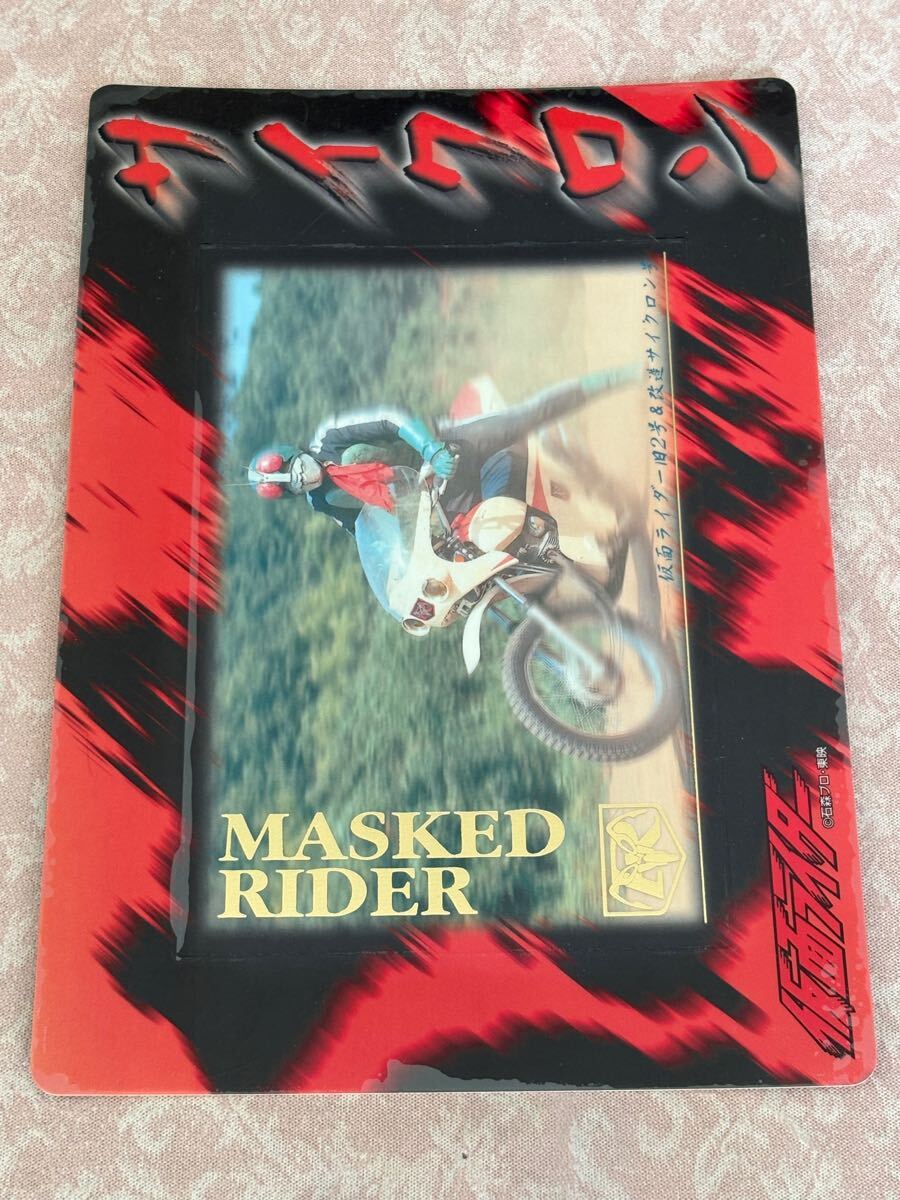 サイクロン
仮面ライダー旧2号&改造サイクロン号
MASKED
RIDER
仮面ライダー
©石森プロ・東映